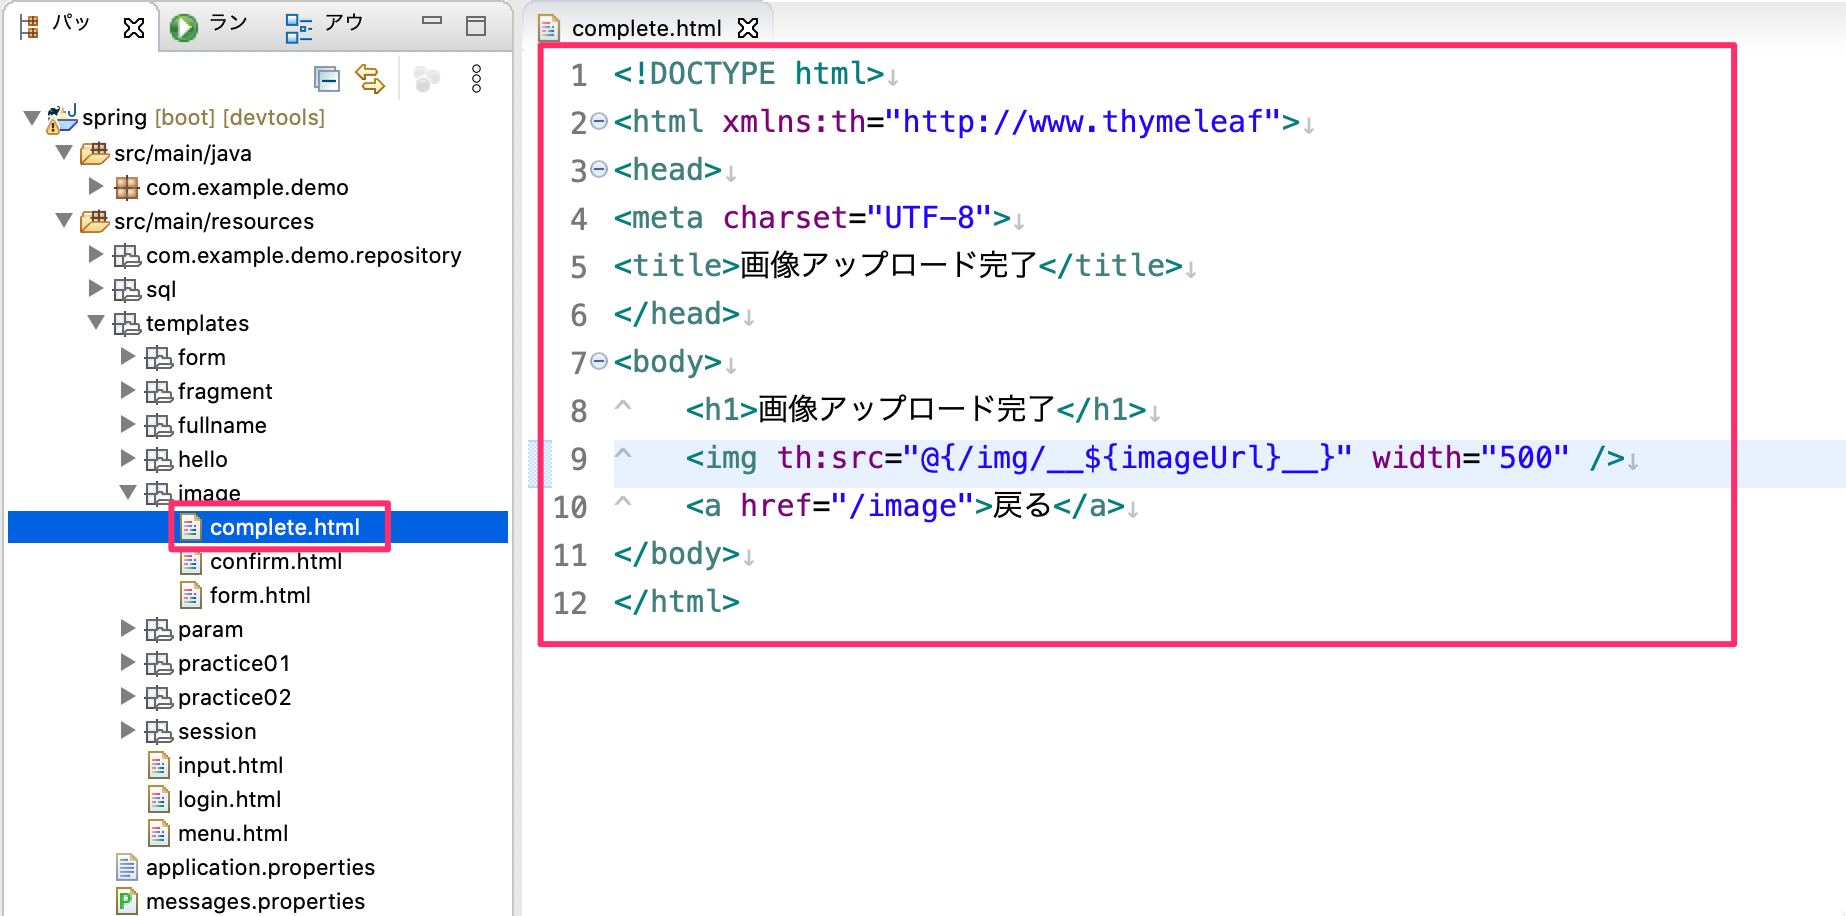 パッ
ラン
アウ
spring [boot] [devtools]
src/main/java
com.example.demo
src/main/resources
com.example.demo.repository
sql
templates
form
fragment
fullname
hello
image
complete.html
confirm.html
form.html
param
practice01
practice02
session
input.html
login.html
menu.html
application.properties
messages.properties
complete.html
1 <!DOCTYPE html>↓
2 <html xmlns:th="http://www.thymeleaf">↓
3 <head>↓
4 <meta charset="UTF-8">↓
5 <title>画像アップロード完了</title>↓
6 </head>↓
7 <body>↓
8 ^ <h1>画像アップロード完了</h1>↓
9 ^ <img th:src="@{/img/__${imageUrl}__}" width="500" />↓
10 ^ <a href="/image">戻る</a>↓
11 </body>↓
12 </html>